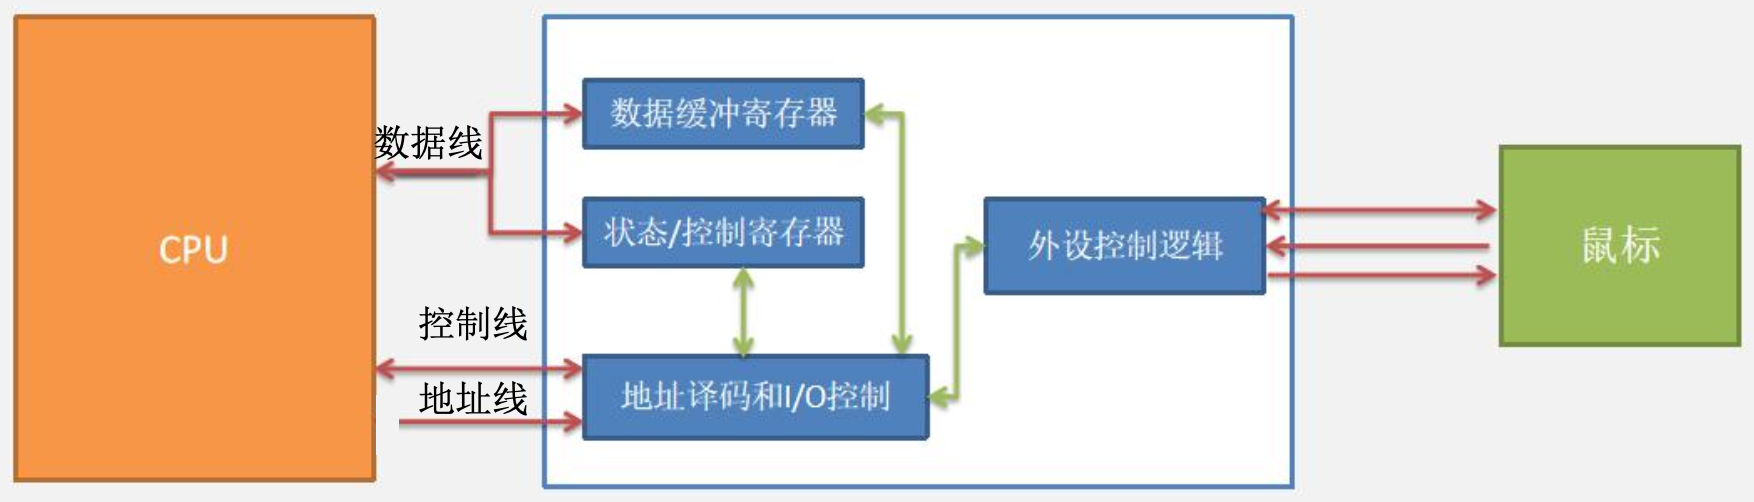 CPU
数据线
控制线
地址线
数据缓冲寄存器
状态/控制寄存器
地址译码和I/O控制
外设控制逻辑
鼠标